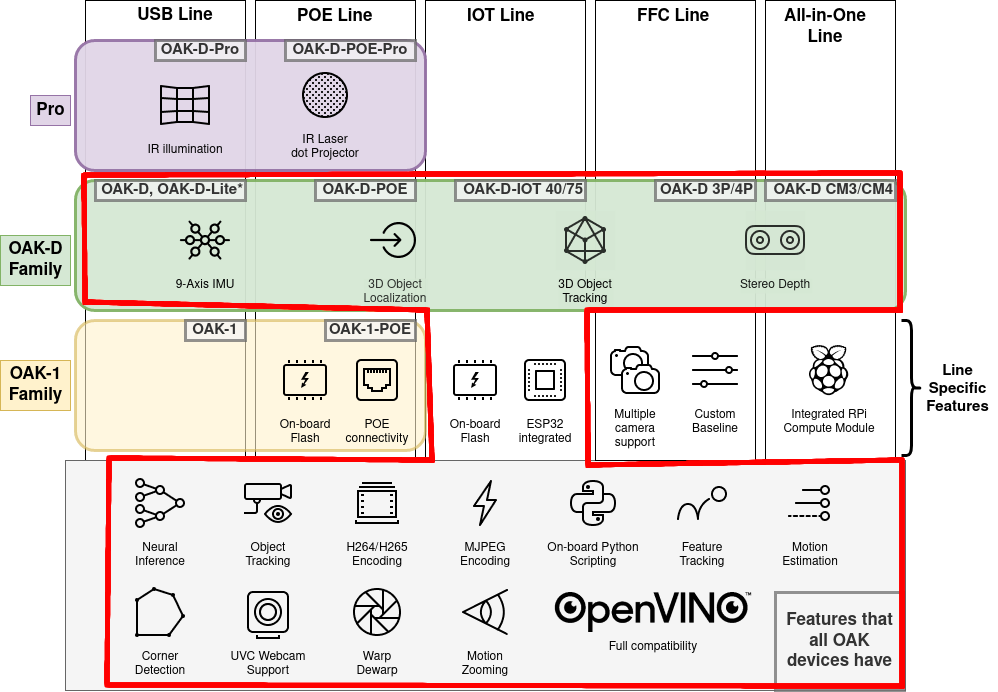 USB Line
POE Line
IOT Line
FFC Line
All-in-One
Line
OAK-D-Pro
OAK-D-POE-Pro
Pro
IR illumination
IR Laser
dot Projector
OAK-D, OAK-D-Lite*
OAK-D-POE
OAK-D-IOT 40/75
OAK-D 3P/4P
OAK-D CM3/CM4
OAK-D
Family
9-Axis IMU
3D Object
Localization
3D Object
Tracking
Stereo Depth
OAK-1
OAK-1-POE
OAK-1
Family
On-board
Flash
POE
connectivity
On-board
Flash
ESP32
integrated
Multiple
camera
support
Custom
Baseline
Integrated RPi
Compute Module
Line
Specific
Features
Neural
Inference
Object
Tracking
H264/H265
Encoding
MJPEG
Encoding
On-board Python
Scripting
Feature
Tracking
Motion
Estimation
Corner
Detection
UVC Webcam
Support
Warp
Dewarp
Motion
Zooming
OpenVINO™
Full compatibility
Features that
all OAK
devices have